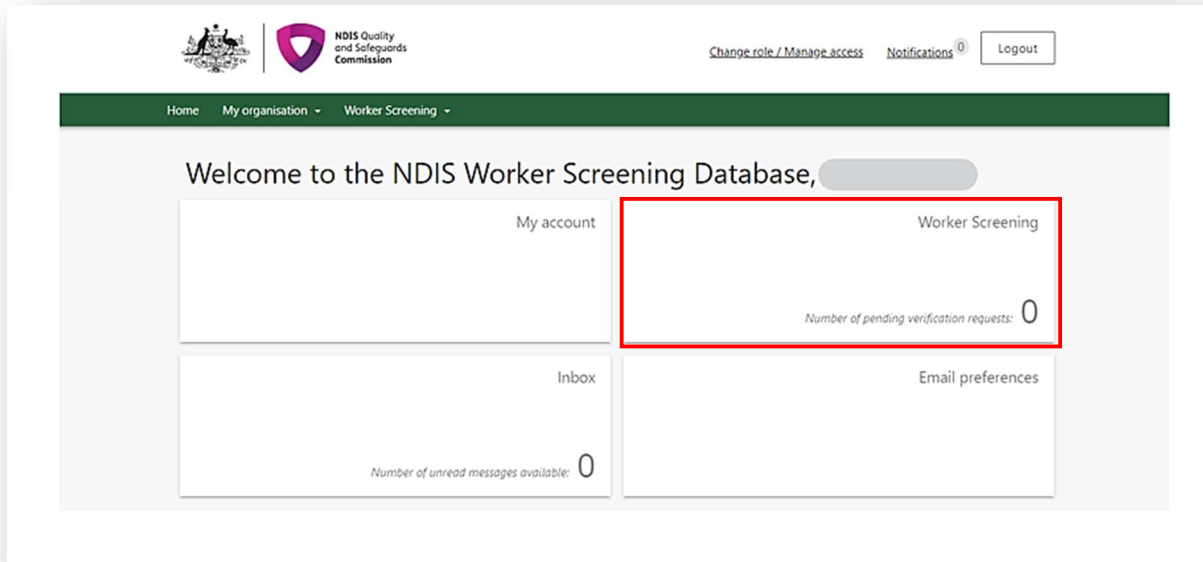 NDIS Quality
and Safeguards
Commission
Change role / Manage access Notifications 0 Logout
Home My organisation Worker Screening
Welcome to the NDIS Worker Screening Database,
My account
Worker Screening
Number of pending verification requests: 0
Inbox
Number of unread messages available: 0
Email preferences